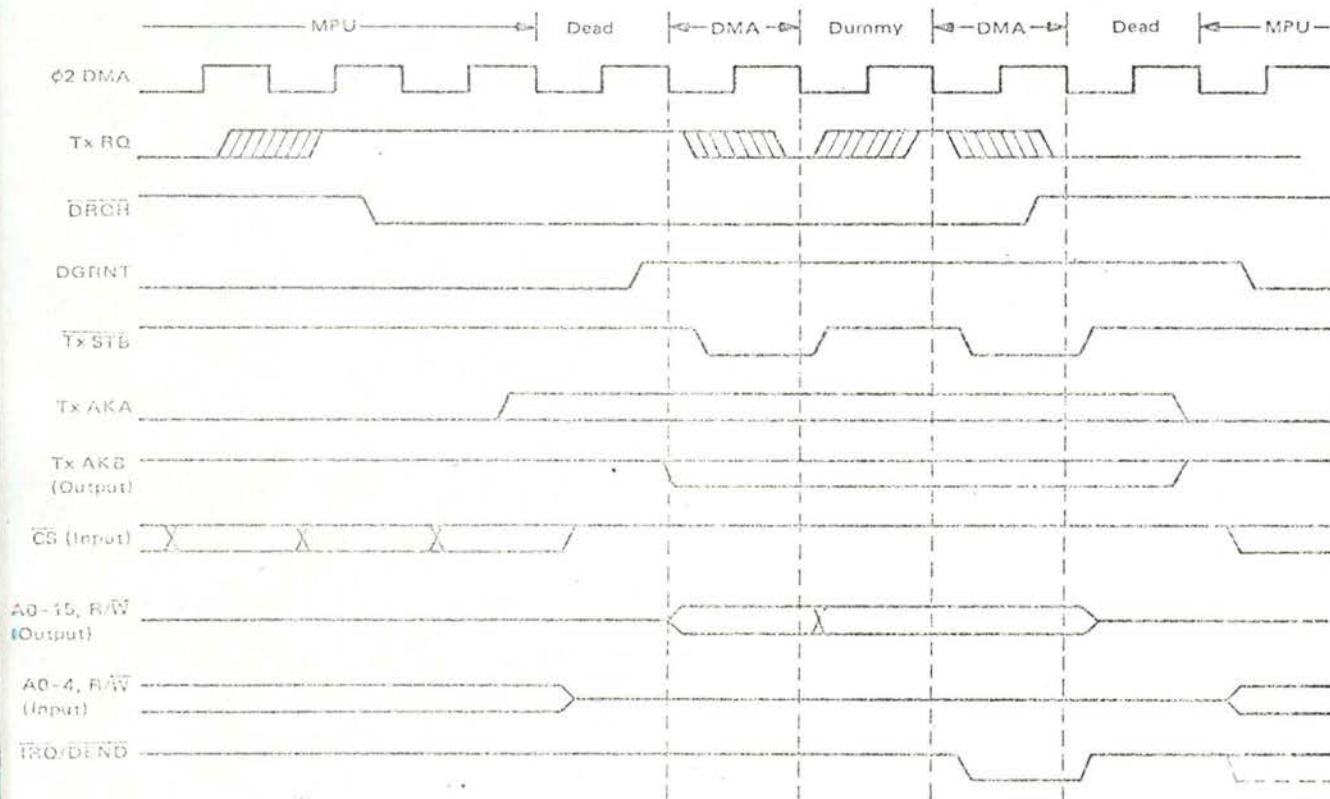 MPU Dead DMA Dummy DMA Dead MPU
φ2 DMA
Tx RQ
DRQH
DGRNT
Tx STB
Tx AKA
Tx AKB
(Output)
CS (Input)
A0-15, R/W
(Output)
A0-4, R/W
(Input)
IRQ/DEND